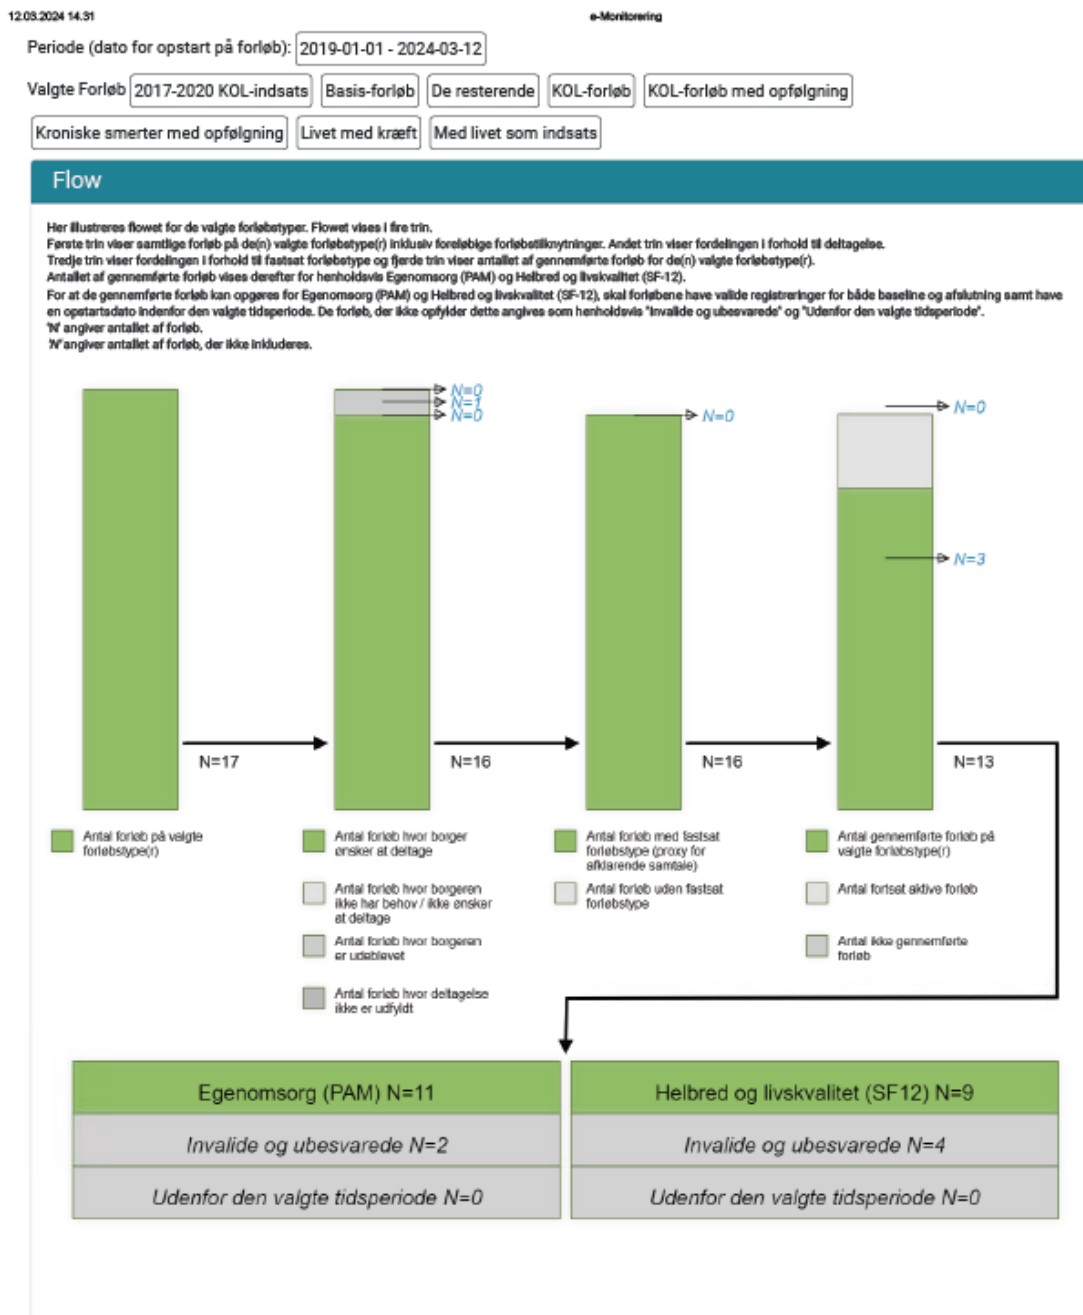 12.03.2024 14.31
e-Monitorering
Periode (dato for opstart på forløb): 2019-01-01 - 2024-03-12
Valgte Forløb 2017-2020 KOL-indsats Basis-forløb De resterende KOL-forløb KOL-forløb med opfølgning
Kroniske smerter med opfølgning Livet med kræft Med livet som indsats
Flow
Her illustreres flowet for de valgte forløbstyper. Flowet vises i fire trin.
Første trin viser samtlige forløb på de(n) valgte forløbstype(r) inklusiv foreløbige forløbstilknytninger. Andet trin viser fordelingen i forhold til deltagelse.
Tredje trin viser fordelingen i forhold til fastsat forløbstype og fjerde trin viser antallet af gennemførte forløb for de(n) valgte forløbstype(r).
Antallet af gennemførte forløb vises derefter for henholdsvis Egenomsorg (PAM) og Helbred og livskvalitet (SF-12).
For at de gennemførte forløb kan opgøres for Egenomsorg (PAM) og Helbred og livskvalitet (SF-12), skal forløbene have valide registreringer for både baseline og afslutning samt have
en opstartsdato indenfor den valgte tidsperiode. De forløb, der ikke opfylder dette angives som henholdsvis "Invalide og ubesvarede" og "Udenfor den valgte tidsperiode".
'N' angiver antallet af forløb.
'N' angiver antallet af forløb, der ikke inkluderes.
N=0
N=1
N=0
N=0
N=0
N=3
N=17
N=16
N=16
N=13
Antal forløb på valgte
forløbstype(r)
Antal forløb hvor borger
ønsker at deltage
Antal forløb hvor borgeren
ikke har behov / ikke ønsker
at deltage
Antal forløb hvor borgeren
er udeblevet
Antal forløb hvor deltagelse
ikke er udfyldt
Antal forløb med fastsat
forløbstype (proxy for
afklarende samtale)
Antal forløb uden fastsat
forløbstype
Antal gennemførte forløb på
valgte forløbstype(r)
Antal fortsat aktive forløb
Antal ikke gennemførte
forløb
Egenomsorg (PAM) N=11
Invalide og ubesvarede N=2
Udenfor den valgte tidsperiode N=0
Helbred og livskvalitet (SF12) N=9
Invalide og ubesvarede N=4
Udenfor den valgte tidsperiode N=0